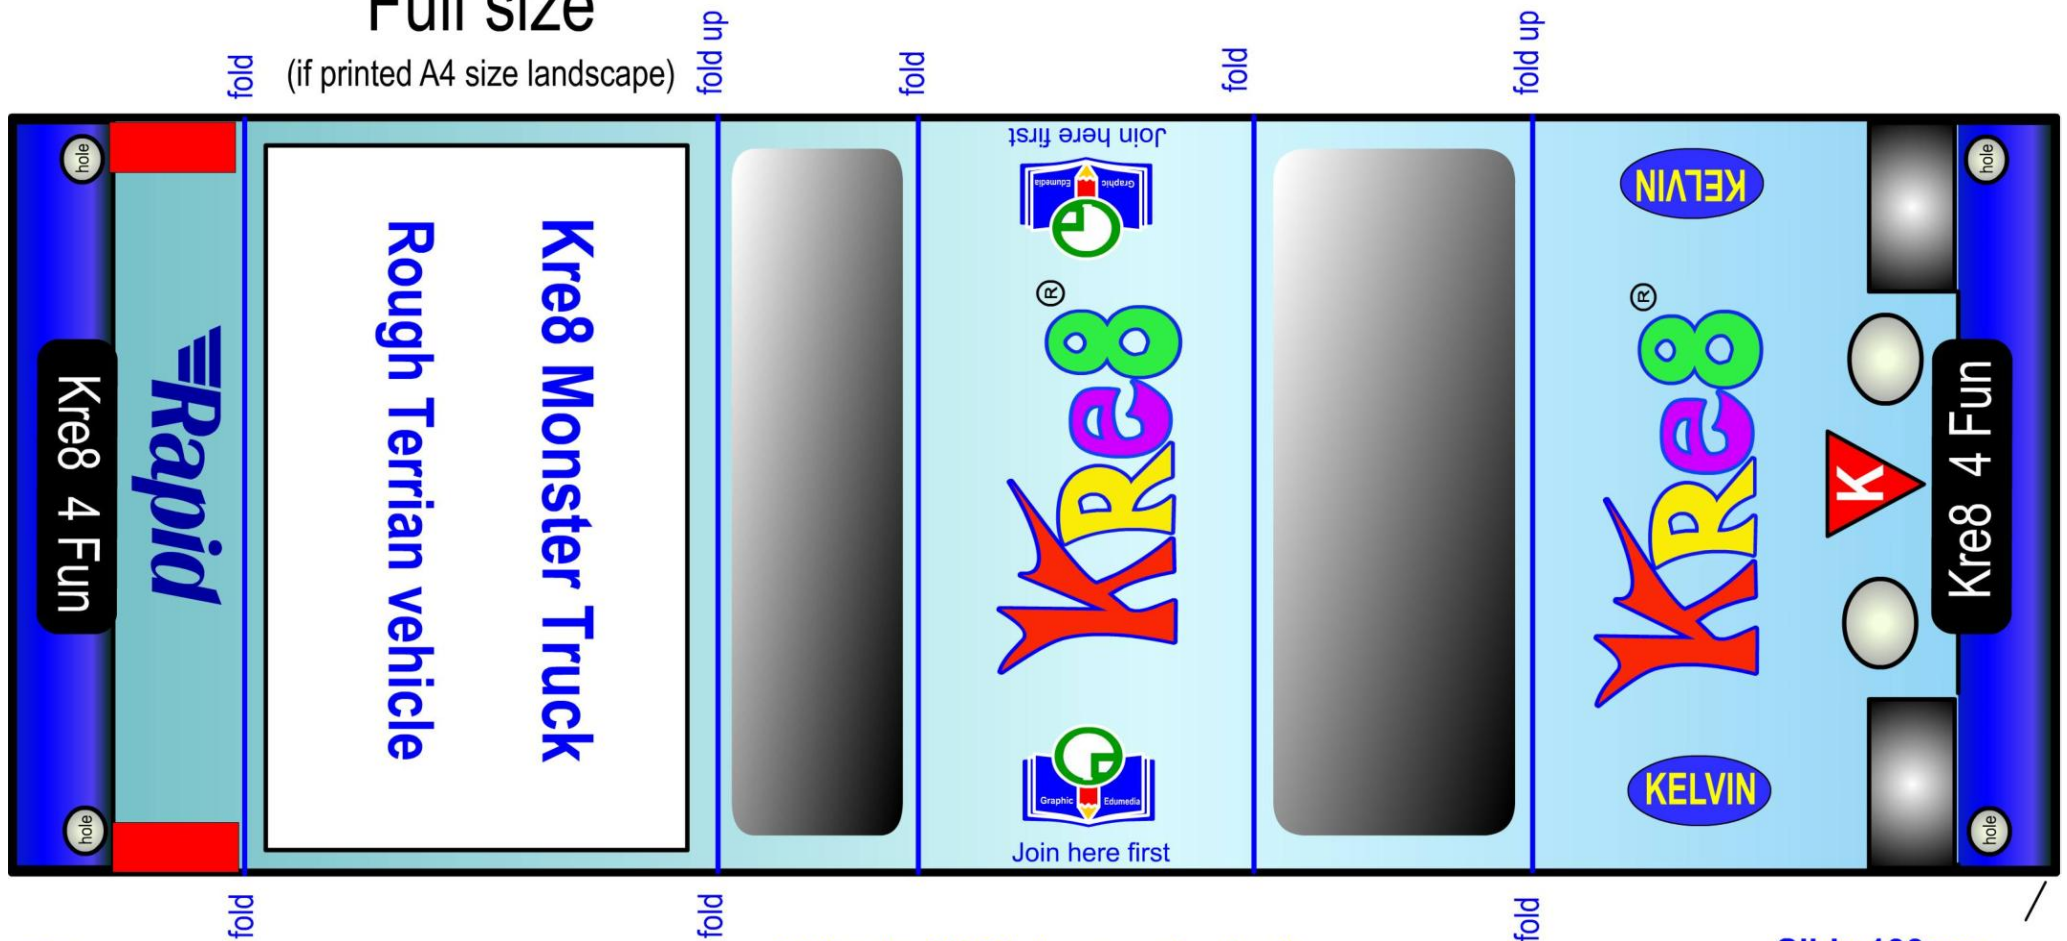 Full size
(if printed A4 size landscape)
fold
fold up
fold
fold
fold up
hole
hole
Kre8 4 Fun
Rapid
Kre8 Monster Truck
Rough Terrian vehicle
Join here first
Graphic Edumedia
KRe8®
Graphic Edumedia
Join here first
KELVIN
KRe8®
KELVIN
K
hole
Kre8 4 Fun
hole
fold
fold
fold